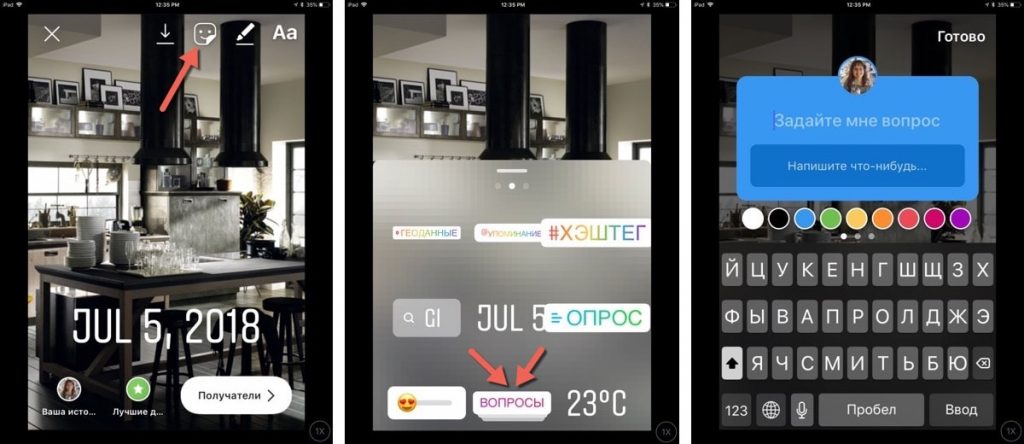 iPad 12:35 PM 35%
Aa
JUL 5, 2018
Ваша исто... Лучшие д... Получатели
1X
iPad 12:35 PM 35%
ГЕОДАННЫЕ @УПОМИНАНИЕ #ХЭШТЕГ
GI JUL 5 ОПРОС
ВОПРОСЫ 23°C
1X
iPad 12:35 PM 35%
Готово
Задайте мне вопрос
Напишите что-нибудь...
Й Ц У К Е Н Г Ш Щ З Х
Ф Ы В А П Р О Л Д Ж Э
Я Ч С М И Т Ь Б Ю
123 Пробел Ввод
1X